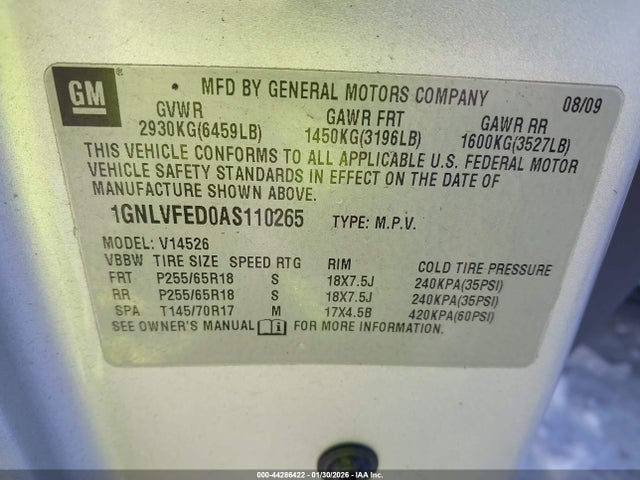 GM ®
MFD BY GENERAL MOTORS COMPANY 08/09
GVWR GAWR FRT GAWR RR
2930KG(6459LB) 1450KG(3196LB) 1600KG(3527LB)
THIS VEHICLE CONFORMS TO ALL APPLICABLE U.S. FEDERAL MOTOR
VEHICLE SAFETY STANDARDS IN EFFECT ON THE DATE OF
MANUFACTURE SHOWN ABOVE.
1GNLVFED0AS110265 TYPE: M.P.V.
MODEL: V14526
VBBW TIRE SIZE SPEED RTG RIM COLD TIRE PRESSURE
FRT P255/65R18 S 18X7.5J 240KPA(35PSI)
RR P255/65R18 S 18X7.5J 240KPA(35PSI)
SPA T145/70R17 M 17X4.5B 420KPA(60PSI)
SEE OWNER'S MANUAL FOR MORE INFORMATION.
000-44286422 - 01/30/2026 - IAA Inc.